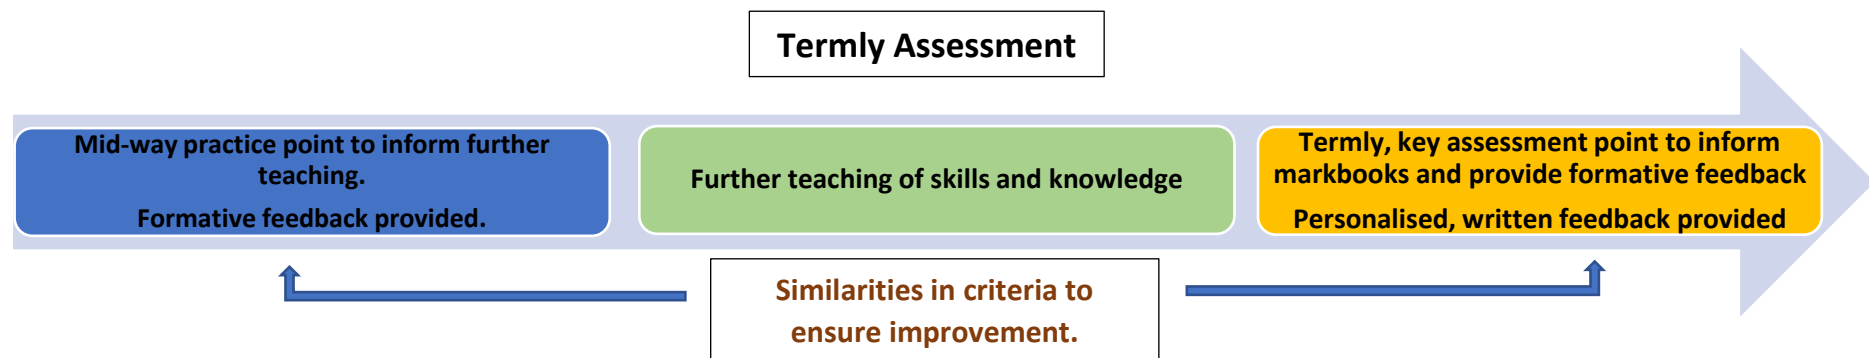 Termly Assessment
Mid-way practice point to inform further
teaching.
Formative feedback provided.
Further teaching of skills and knowledge
Termly, key assessment point to inform
markbooks and provide formative feedback
Personalised, written feedback provided
Similarities in criteria to
ensure improvement.